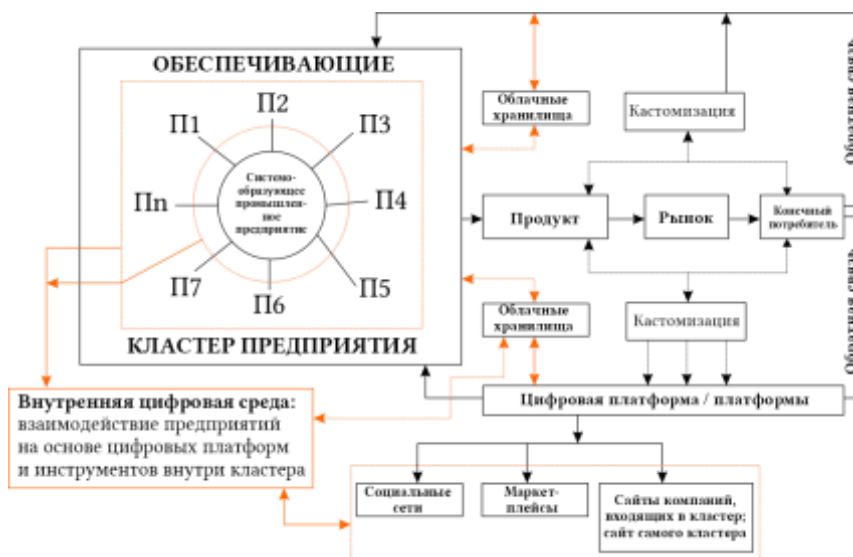 ОБЕСПЕЧИВАЮЩИЕ
П1
П2
П3
Пn
Системо-
образующее
промышлен-
ное
предприятие
П4
П7
П6
П5
КЛАСТЕР ПРЕДПРИЯТИЯ
Облачные
хранилища
Кастомизация
Обратная связь
Продукт
Рынок
Конечный
потребитель
Облачные
хранилища
Кастомизация
Обратная связь
Цифровая платформа / платформы
Внутренняя цифровая среда:
взаимодействие предприятий
на основе цифровых платформ
и инструментов внутри кластера
Социальные
сети
Маркет-
плейсы
Сайты компаний,
входящих в кластер;
сайт самого кластера